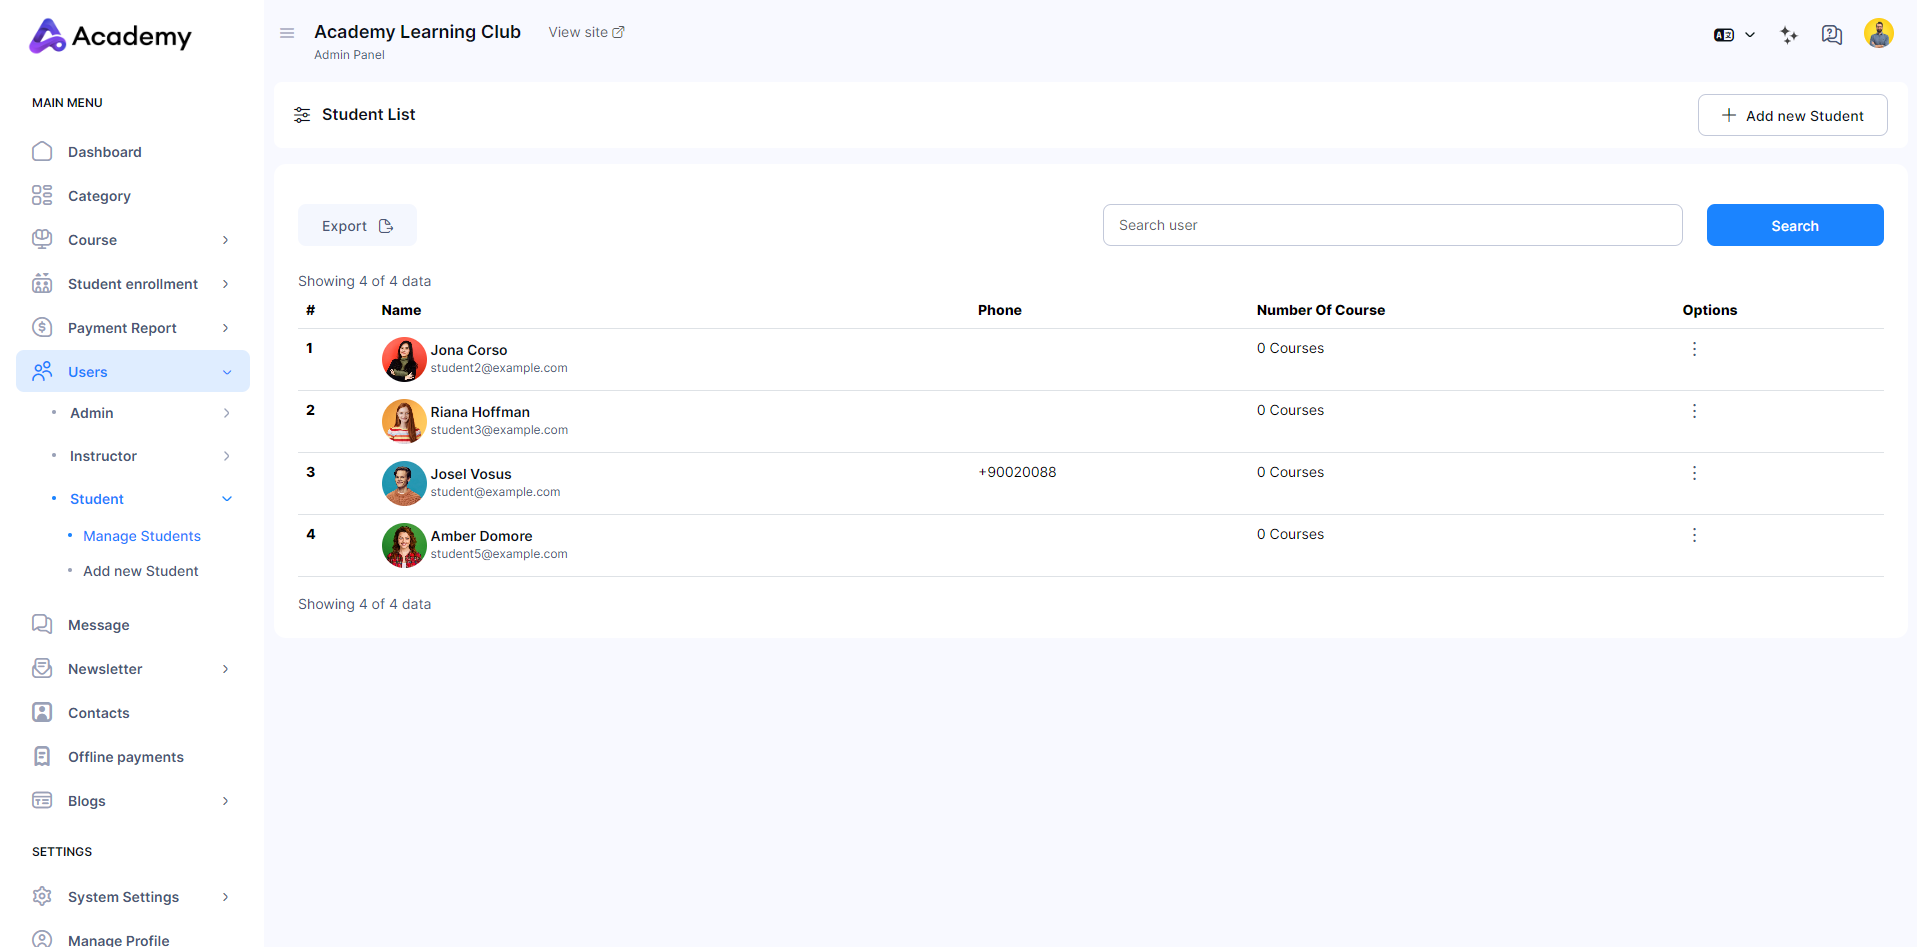 Academy
MAIN MENU
Dashboard
Category
Course
Student enrollment
Payment Report
Users
Admin
Instructor
Student
Manage Students
Add new Student
Message
Newsletter
Contacts
Offline payments
Blogs
SETTINGS
System Settings
Manage Profile
Academy Learning Club View site
Admin Panel
Student List
Add new Student
Export
Search user
Search
Showing 4 of 4 data
# Name Phone Number Of Course Options
1 Jona Corso 0 Courses
student2@example.com
2 Riana Hoffman 0 Courses
student3@example.com
3 Josel Vosus +90020088 0 Courses
student@example.com
4 Amber Domore 0 Courses
student5@example.com
Showing 4 of 4 data